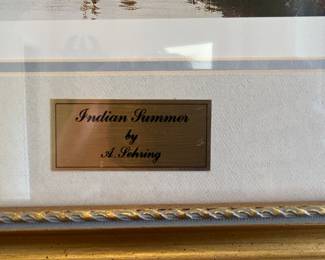 Indian Summer
by
A. Sehring